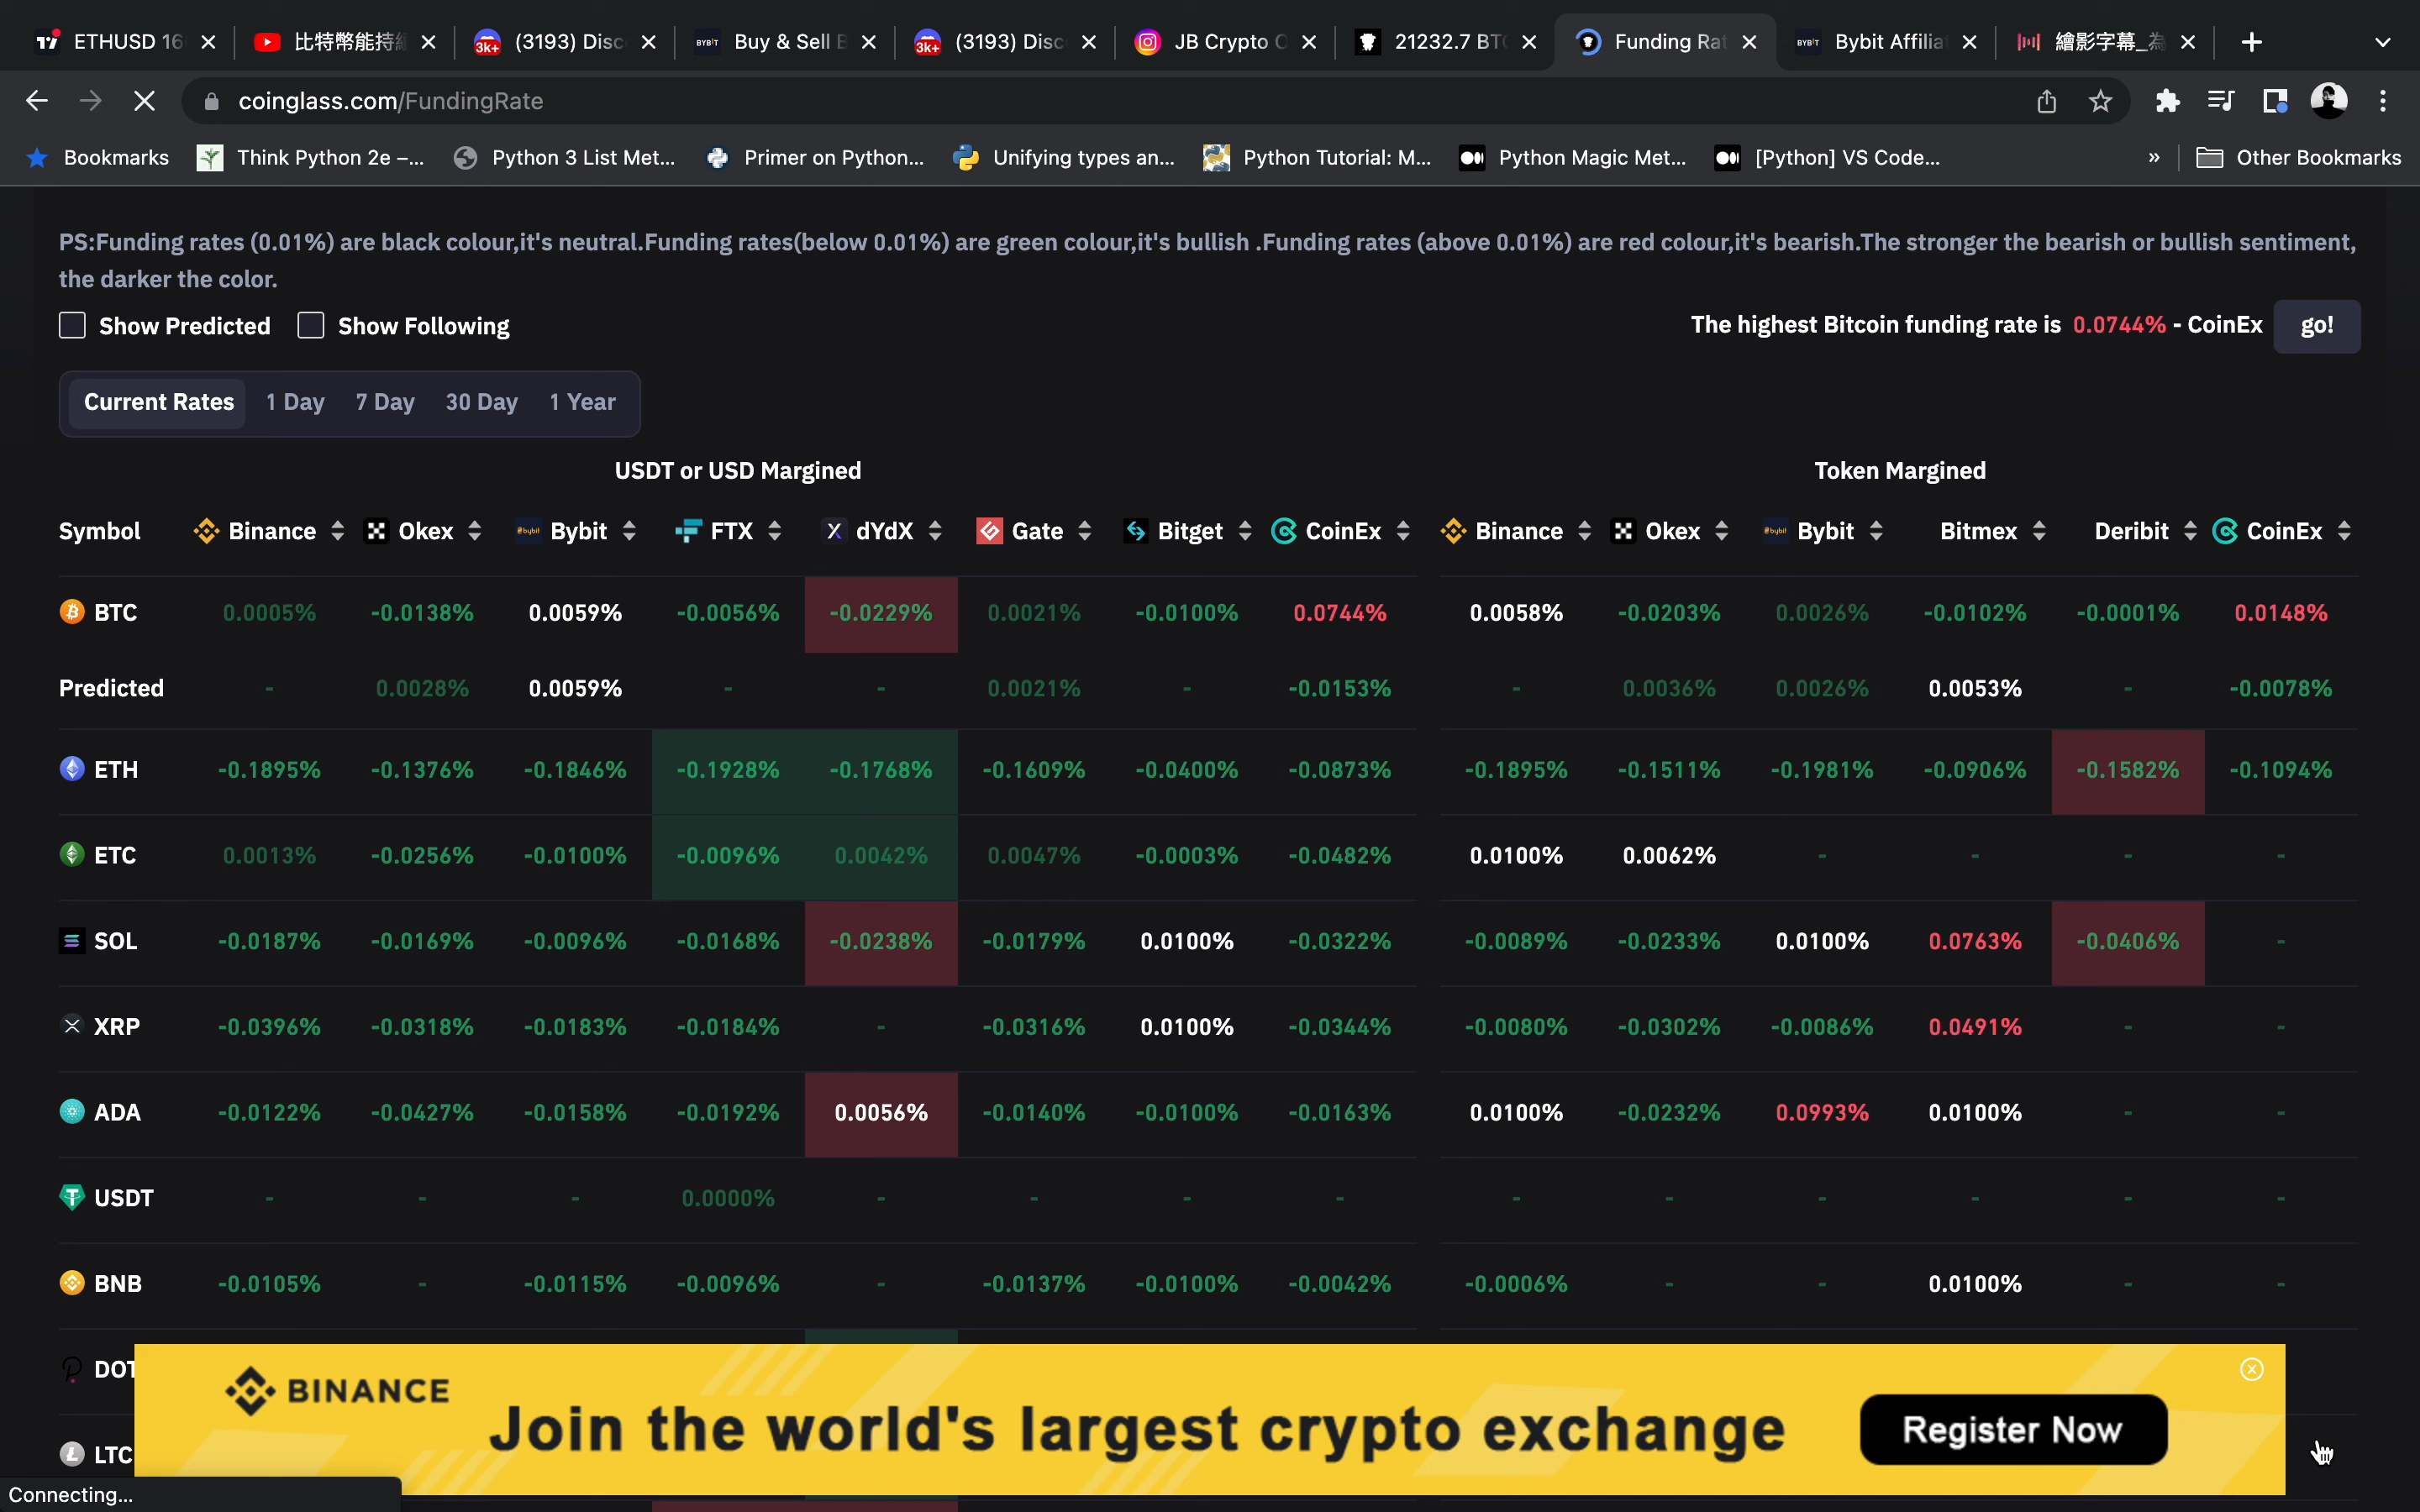 ETHUSD 16
比特幣能持
(3193) Disc
Buy & Sell B
(3193) Disc
JB Crypto C
21232.7 BT
Funding Rat
Bybit Affilia
繪影字幕_為
coinglass.com/FundingRate
Bookmarks
Think Python 2e –...
Python 3 List Met...
Primer on Python...
Unifying types an...
Python Tutorial: M...
Python Magic Met...
[Python] VS Code...
»
Other Bookmarks
PS:Funding rates (0.01%) are black colour,it's neutral.Funding rates(below 0.01%) are green colour,it's bullish .Funding rates (above 0.01%) are red colour,it's bearish.The stronger the bearish or bullish sentiment,
the darker the color.
Show Predicted Show Following
The highest Bitcoin funding rate is 0.0744% - CoinEx go!
Current Rates 1 Day 7 Day 30 Day 1 Year
USDT or USD Margined Token Margined
Symbol Binance Okex Bybit FTX dYdX Gate Bitget CoinEx Binance Okex Bybit Bitmex Deribit CoinEx
BTC 0.0005% -0.0138% 0.0059% -0.0056% -0.0229% 0.0021% -0.0100% 0.0744% 0.0058% -0.0203% 0.0026% -0.0102% -0.0001% 0.0148%
Predicted - 0.0028% 0.0059% - - 0.0021% - -0.0153% - 0.0036% 0.0026% 0.0053% - -0.0078%
ETH -0.1895% -0.1376% -0.1846% -0.1928% -0.1768% -0.1609% -0.0400% -0.0873% -0.1895% -0.1511% -0.1981% -0.0906% -0.1582% -0.1094%
ETC 0.0013% -0.0256% -0.0100% -0.0096% 0.0042% 0.0047% -0.0003% -0.0482% 0.0100% 0.0062% - - - -
SOL -0.0187% -0.0169% -0.0096% -0.0168% -0.0238% -0.0179% 0.0100% -0.0322% -0.0089% -0.0233% 0.0100% 0.0763% -0.0406% -
XRP -0.0396% -0.0318% -0.0183% -0.0184% - -0.0316% 0.0100% -0.0344% -0.0080% -0.0302% -0.0086% 0.0491% - -
ADA -0.0122% -0.0427% -0.0158% -0.0192% 0.0056% -0.0140% -0.0100% -0.0163% 0.0100% -0.0232% 0.0993% 0.0100% - -
USDT - - - 0.0000% - - - - - - - - - -
BNB -0.0105% - -0.0115% -0.0096% - -0.0137% -0.0100% -0.0042% -0.0006% - - 0.0100% - -
DOT
LTC
BINANCE
Join the world's largest crypto exchange
Register Now
Connecting...